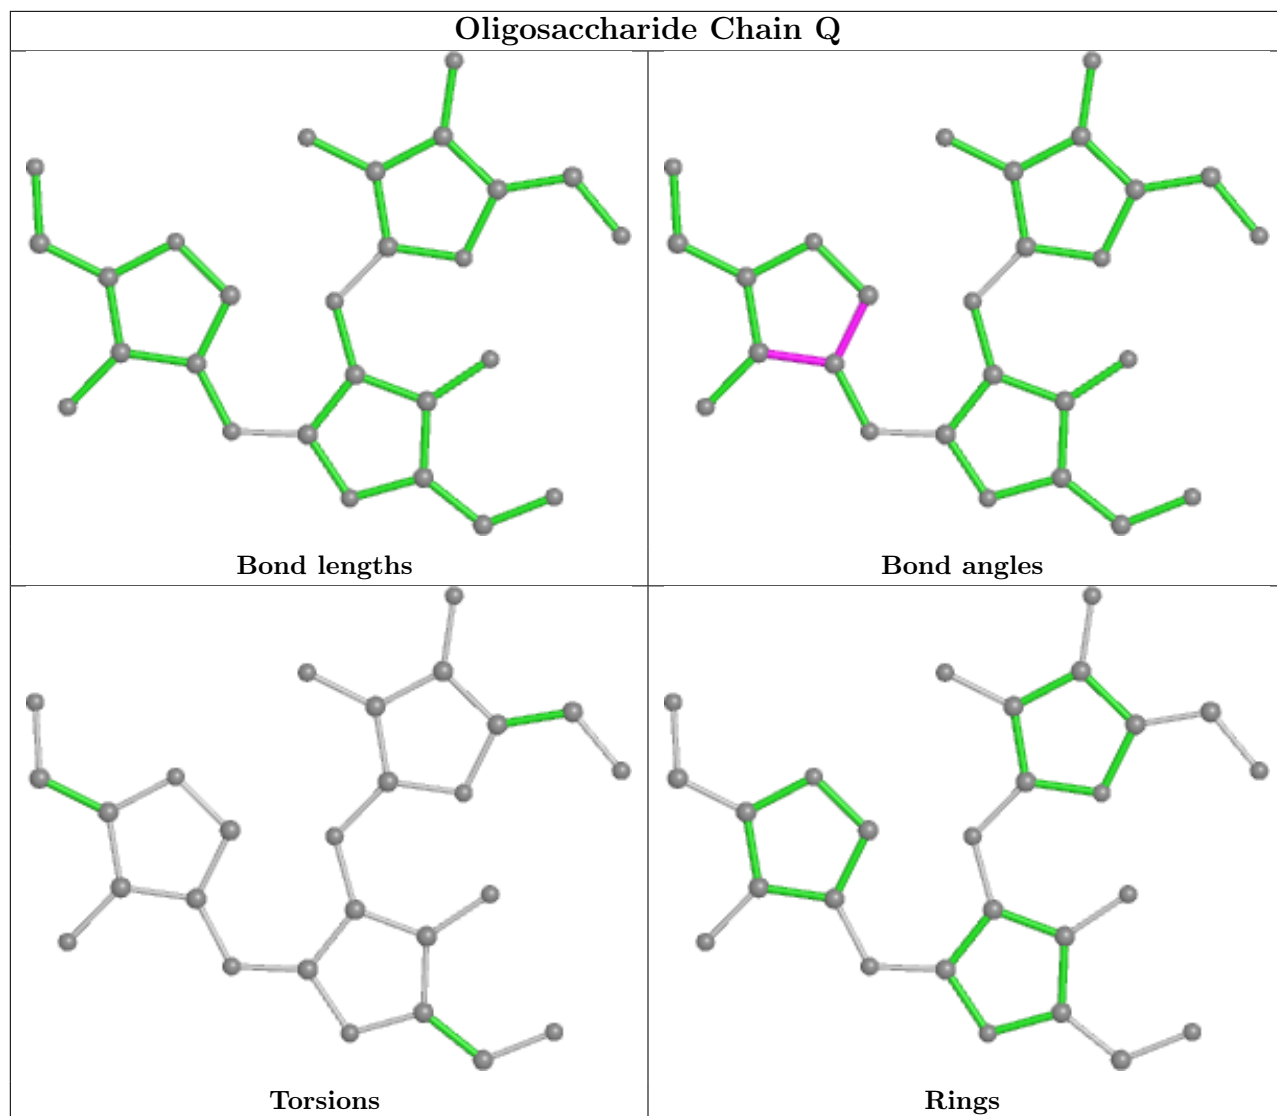 Oligosaccharide Chain Q
Bond lengths
Bond angles
Torsions
Rings